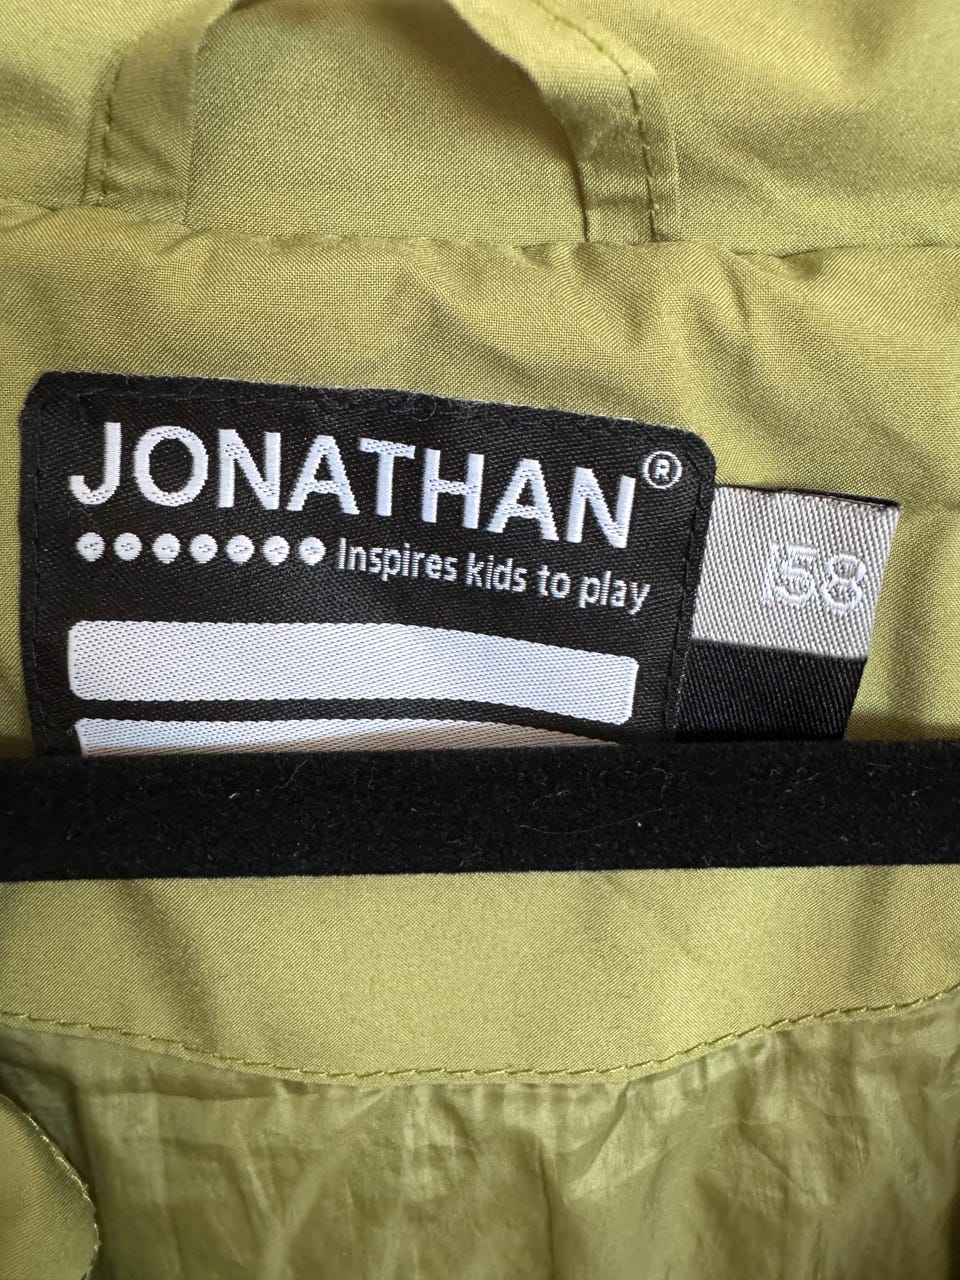 JONATHAN®
Inspires kids to play
158